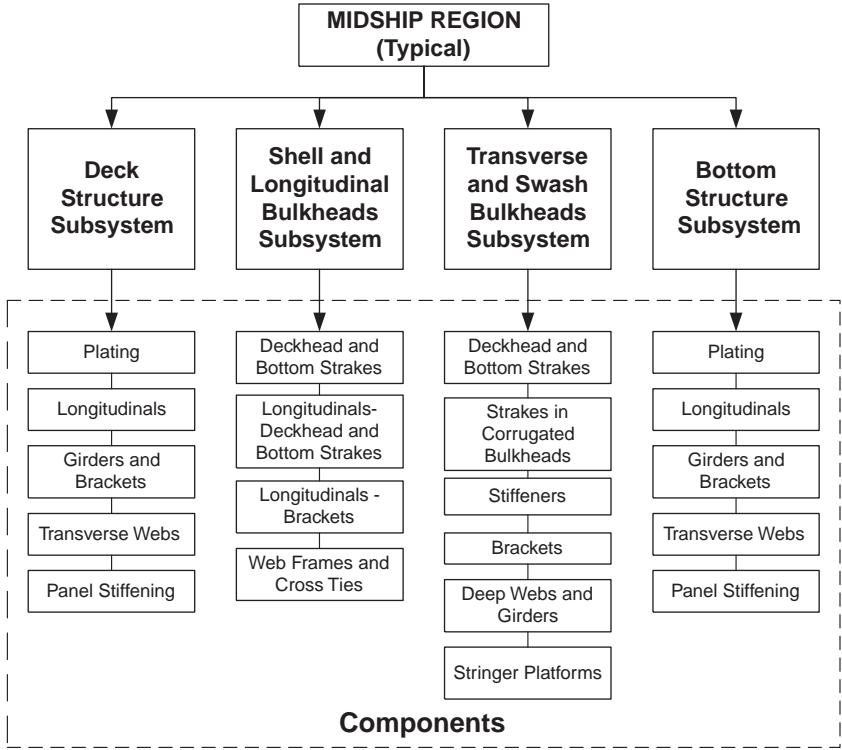 MIDSHIP REGION
(Typical)
Deck
Structure
Subsystem
Shell and
Longitudinal
Bulkheads
Subsystem
Transverse
and Swash
Bulkheads
Subsystem
Bottom
Structure
Subsystem
Plating
Longitudinals
Girders and
Brackets
Transverse Webs
Panel Stiffening
Deckhead and
Bottom Strakes
Longitudinals-
Deckhead and
Bottom Strakes
Longitudinals -
Brackets
Web Frames and
Cross Ties
Deckhead and
Bottom Strakes
Strakes in
Corrugated
Bulkheads
Stiffeners
Brackets
Deep Webs and
Girders
Stringer Platforms
Plating
Longitudinals
Girders and
Brackets
Transverse Webs
Panel Stiffening
Components